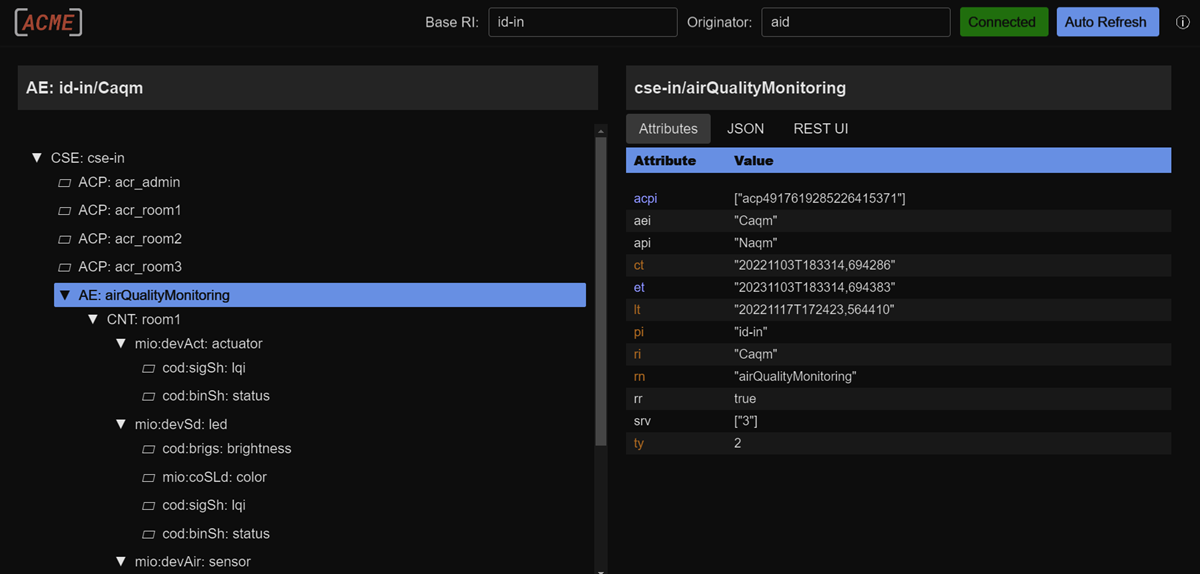 [ACME]
Base RI: id-in Originator: aid Connected Auto Refresh
AE: id-in/Caqm
CSE: cse-in
ACP: acr_admin
ACP: acr_room1
ACP: acr_room2
ACP: acr_room3
AE: airQualityMonitoring
CNT: room1
mio:devAct: actuator
cod:sigSh: lqi
cod:binSh: status
mio:devSd: led
cod:brigs: brightness
mio:coSLd: color
cod:sigSh: lqi
cod:binSh: status
mio:devAir: sensor
cse-in/airQualityMonitoring
Attributes JSON REST UI
Attribute Value
acpi ["acp4917619285226415371"]
aei "Caqm"
api "Naqm"
ct "20221103T183314,694286"
et "20231103T183314,694383"
lt "20221117T172423,564410"
pi "id-in"
ri "Caqm"
rn "airQualityMonitoring"
rr true
srv ["3"]
ty 2